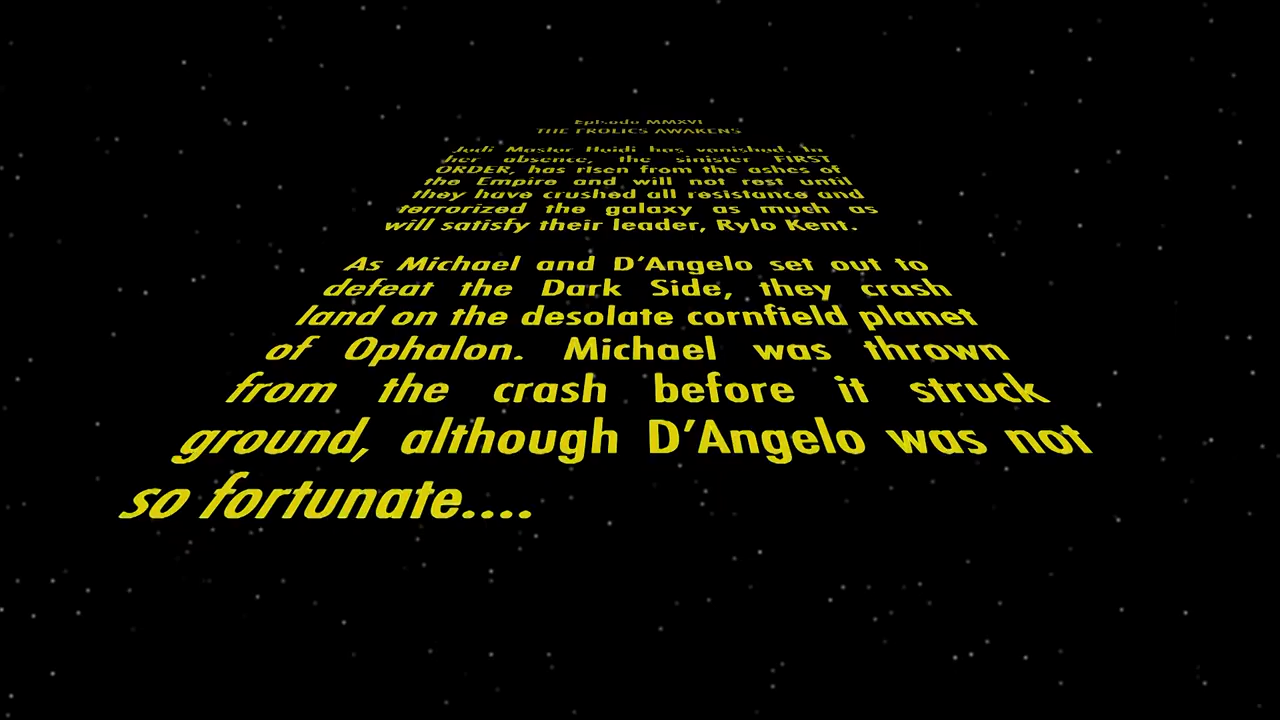 Episode MMXVI
THE FROLICS AWAKENS
Jedi Master Heidi has vanished. In
her absence, the sinister FIRST
ORDER, has risen from the ashes of
the Empire and will not rest until
they have crushed all resistance and
terrorized the galaxy as much as
will satisfy their leader, Rylo Kent.
As Michael and D'Angelo set out to
defeat the Dark Side, they crash
land on the desolate cornfield planet
of Ophalon. Michael was thrown
from the crash before it struck
ground, although D'Angelo was not
so fortunate....